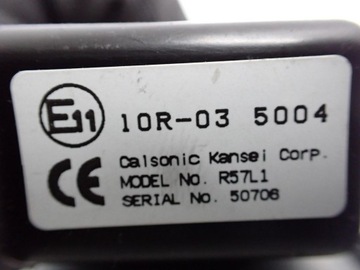 E11 10R-03 5004
CE Calsonic Kansei Corp.
MODEL No. R57L1
SERIAL No. 50706